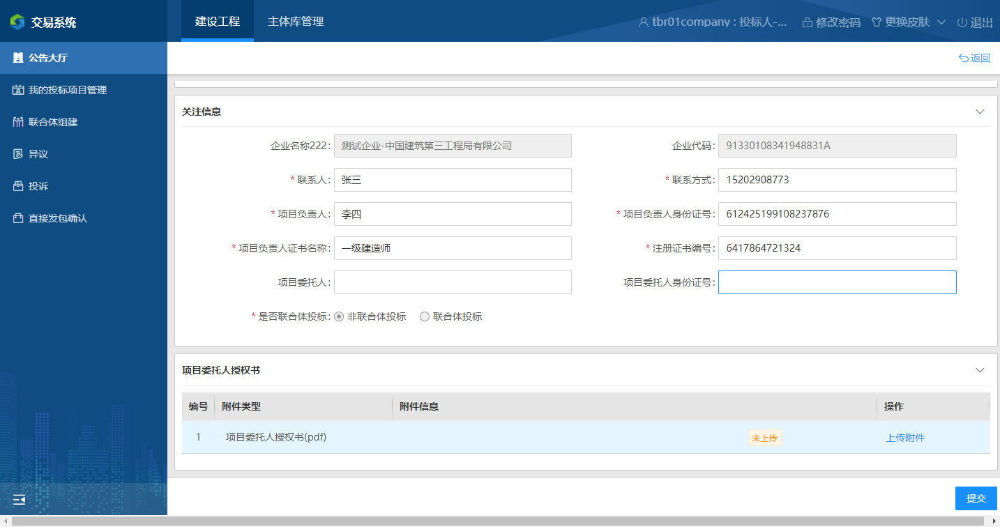 交易系统 建设工程 主体库管理 tbr01company : 投标人-... 修改密码 更换皮肤 退出
公告大厅 返回
我的投标项目管理
联合体组建
异议
投诉
直接发包确认
关注信息
企业名称222: 测试企业-中国建筑第三工程局有限公司 企业代码: 91330108341948831A
* 联系人: 张三 * 联系方式: 15202908773
* 项目负责人: 李四 * 项目负责人身份证号: 612425199108237876
* 项目负责人证书名称: 一级建造师 * 注册证书编号: 6417864721324
项目委托人: 项目委托人身份证号:
* 是否联合体投标: 非联合体投标 联合体投标
项目委托人授权书
编号 附件类型 附件信息 操作
1 项目委托人授权书(pdf) 未上传 上传附件
提交